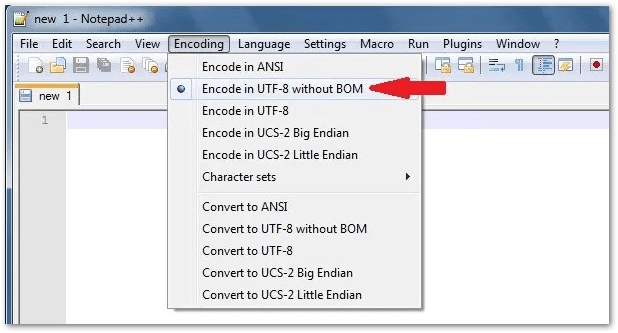 new 1 - Notepad++
File Edit Search View Encoding Language Settings Macro Run Plugins Window ?
new 1
1
Encode in ANSI
Encode in UTF-8 without BOM
Encode in UTF-8
Encode in UCS-2 Big Endian
Encode in UCS-2 Little Endian
Character sets
Convert to ANSI
Convert to UTF-8 without BOM
Convert to UTF-8
Convert to UCS-2 Big Endian
Convert to UCS-2 Little Endian